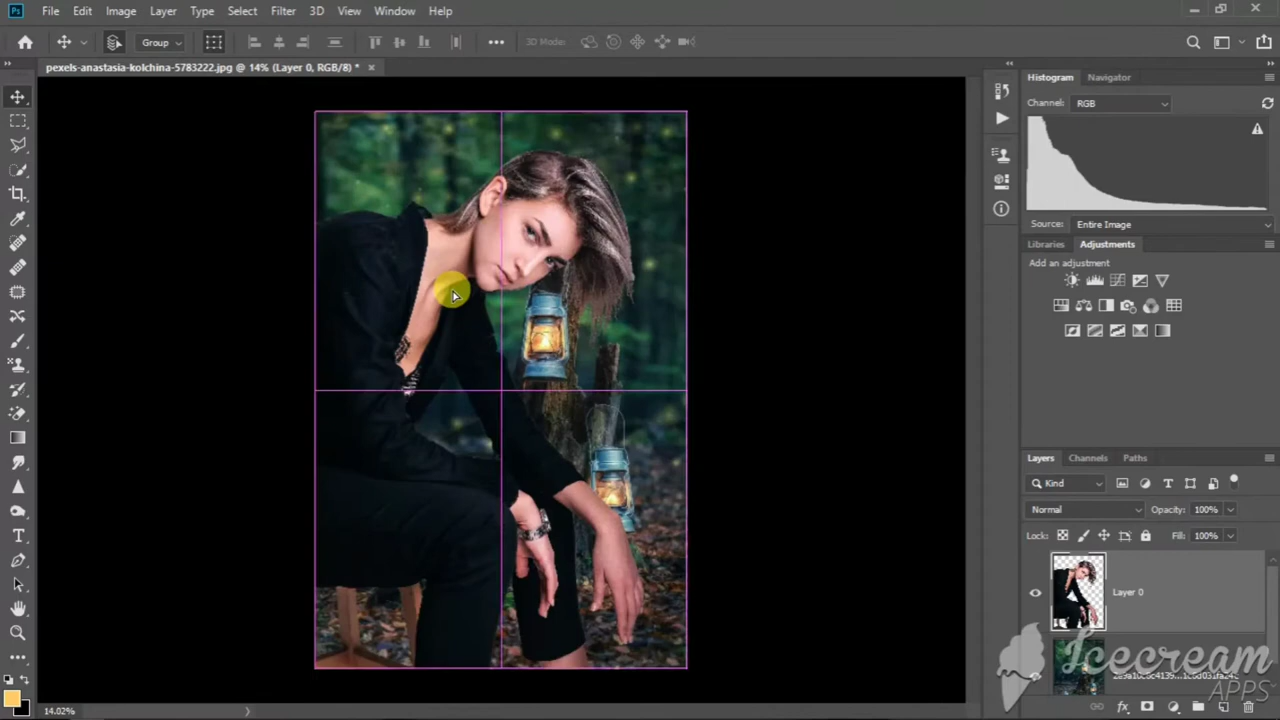 Ps File Edit Image Layer Type Select Filter 3D View Window Help
Group 3D Mode:
pexels-anastasia-kolchina-5783222.jpg @ 14% (Layer 0, RGB/8) *
Histogram Navigator
Channel: RGB
Source: Entire Image
Libraries Adjustments
Add an adjustment
Layers Channels Paths
Kind
Normal Opacity: 100%
Lock: Fill: 100%
Layer 0
Icecream
APPS
14.02%